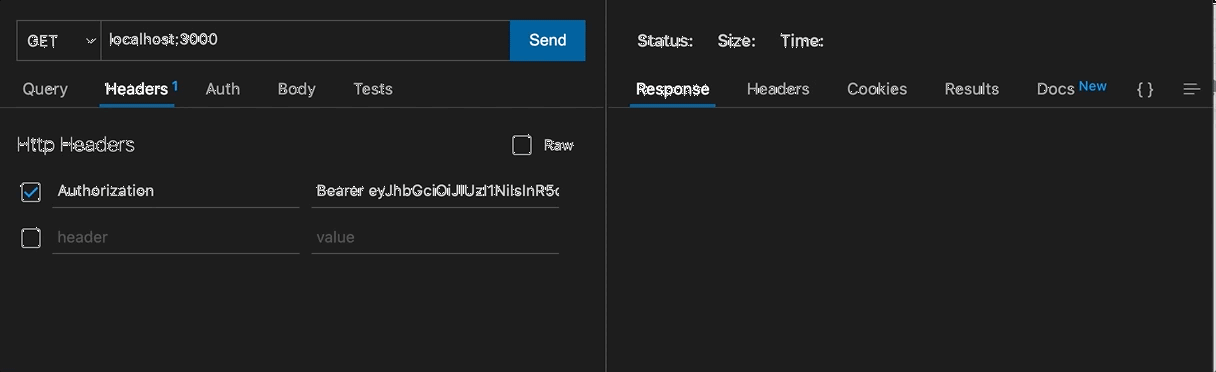 GET localhost:3000 Send
Query Headers 1 Auth Body Tests
Http Headers Raw
Authorization Bearer
header value
Status: Size: Time:
Response Headers Cookies Results Docs New { }